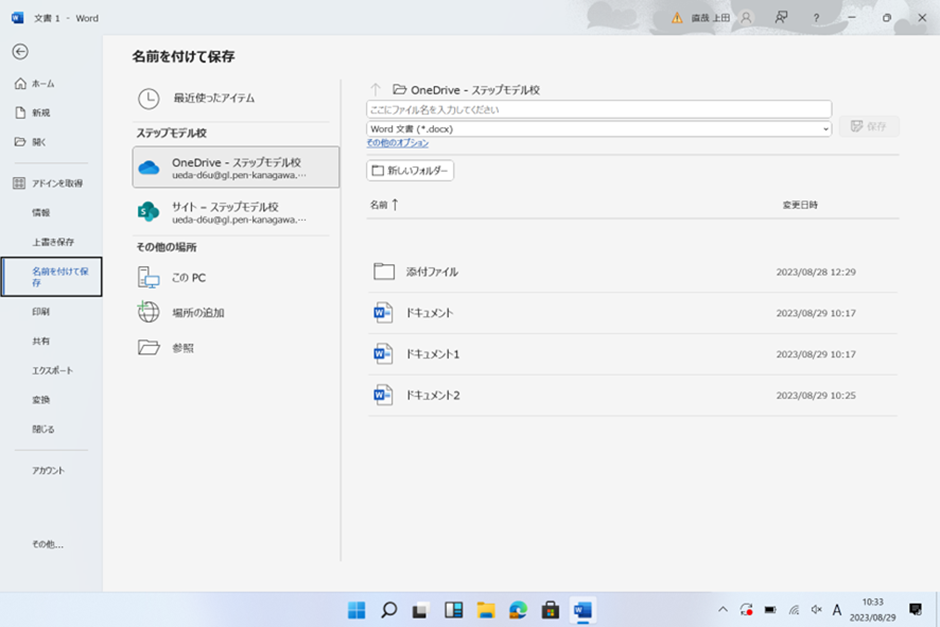 文書 1 - Word
直哉 上田
?
ホーム
新規
開く
アドインを取得
情報
上書き保存
名前を付けて保
存
印刷
共有
エクスポート
変換
閉じる
アカウント
その他...
名前を付けて保存
最近使ったアイテム
ステップモデル校
OneDrive - ステップモデル校
ueda-d6u@gl.pen-kanagawa.…
サイト – ステップモデル校
ueda-d6u@gl.pen-kanagawa.…
その他の場所
この PC
場所の追加
参照
OneDrive - ステップモデル校
ここにファイル名を入力してください
Word 文書 (*.docx)
保存
その他のオプション
新しいフォルダー
名前 ↑ 変更日時
添付ファイル 2023/08/28 12:29
ドキュメント 2023/08/29 10:17
ドキュメント1 2023/08/29 10:17
ドキュメント2 2023/08/29 10:25
A
10:33
2023/08/29